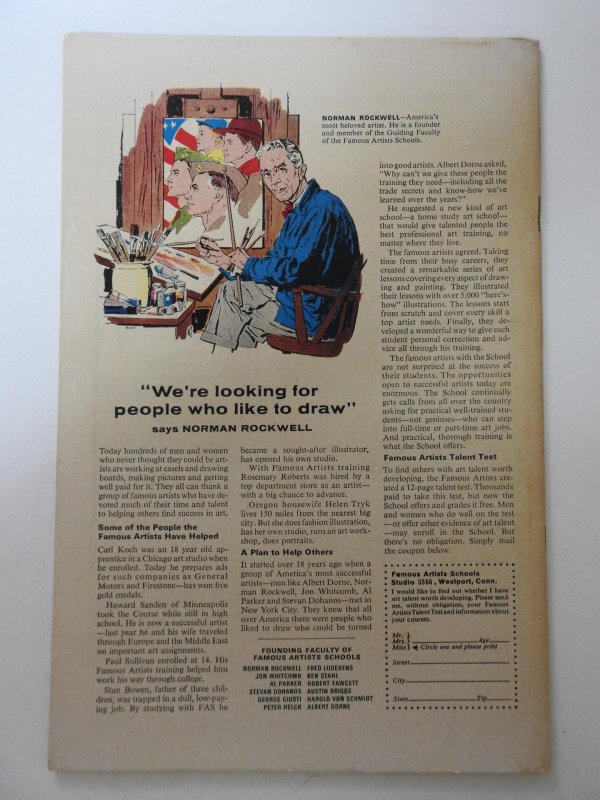 NORMAN ROCKWELL—America's
most beloved artist. He is a founder
and member of the Guiding Faculty
of the Famous Artists Schools.
"We're looking for
people who like to draw"
says NORMAN ROCKWELL
Today hundreds of men and women
who never thought they could be art-
ists are working at easels and drawing
boards, making pictures and getting
well paid for it. They all can thank a
group of famous artists who have de-
voted much of their time and talent
to helping others find success in art.
Some of the People the
Famous Artists Have Helped
Carl Koch was an 18 year old ap-
prentice in a Chicago art studio when
he enrolled. Today he prepares ads
for such companies as General
Motors and Firestone—has won five
gold medals.
Howard Sanden of Minneapolis
took the Course while still in high
school. He is now a successful artist
—last year he and his wife traveled
through Europe and the Middle East
on important art assignments.
Paul Sullivan enrolled at 14. His
Famous Artists training helped him
work his way through college.
Stan Bowen, father of three chil-
dren, was trapped in a dull, low-pay-
ing job. By studying with FAS he
became a sought-after illustrator,
has opened his own studio.
With Famous Artists training
Rosemary Roberts was hired by a
top department store as an artist—
with a big chance to advance.
Oregon housewife Helen Tryk
lives 150 miles from the nearest big
city. But she does fashion illustration,
has her own studio, runs an art work-
shop, does portraits.
A Plan to Help Others
It started over 18 years ago when a
group of America's most successful
artists—men like Albert Dorne, Nor-
man Rockwell, Jon Whitcomb, Al
Parker and Stevan Dohanos—met in
New York City. They knew that all
over America there were people who
liked to draw who could be turned
into good artists. Albert Dorne asked,
"Why can't we give these people the
training they need—including all the
trade secrets and know-how we've
learned over the years?"
He suggested a new kind of art
school—a home study art school—
that would give talented people the
best professional art training, no
matter where they live.
The famous artists agreed. Taking
time from their busy careers, they
created a remarkable series of art
lessons covering every aspect of draw-
ing and painting. They illustrated
their lessons with over 5,000 "here's-
how" illustrations. The lessons start
from scratch and cover every skill a
top artist needs. Finally, they de-
veloped a wonderful way to give each
student personal correction and ad-
vice all through his training.
The famous artists with the School
are not surprised at the success of
their students. The opportunities
open to successful artists today are
enormous. The School continually
gets calls from all over the country
asking for practical well-trained stu-
dents—not geniuses—who can step
into full-time or part-time art jobs.
And practical, thorough training is
what the School offers.
Famous Artists Talent Test
To find others with art talent worth
developing, the Famous Artists cre-
ated a 12-page talent test. Thousands
paid to take this test, but now the
School offers and grades it free. Men
and women who do well on the test
—or offer other evidence of art talent
—may enroll in the School. But
there's no obligation. Simply mail
the coupon below.
FOUNDING FACULTY OF
FAMOUS ARTISTS SCHOOLS
NORMAN ROCKWELL FRED LUDEKENS
JON WHITCOMB BEN STAHL
AL PARKER ROBERT FAWCETT
STEVAN DOHANOS AUSTIN BRIGGS
GEORGE GIUSTI HAROLD VON SCHMIDT
PETER HELCK ALBERT DORNE
Famous Artists Schools
Studio 5556, Westport, Conn.
I would like to find out whether I have
art talent worth developing. Please send
me, without obligation, your Famous
Artists Talent Test and information about
your courses.
Mr.
Mrs. Age
Miss Circle one and please print
Street
City
State Zip